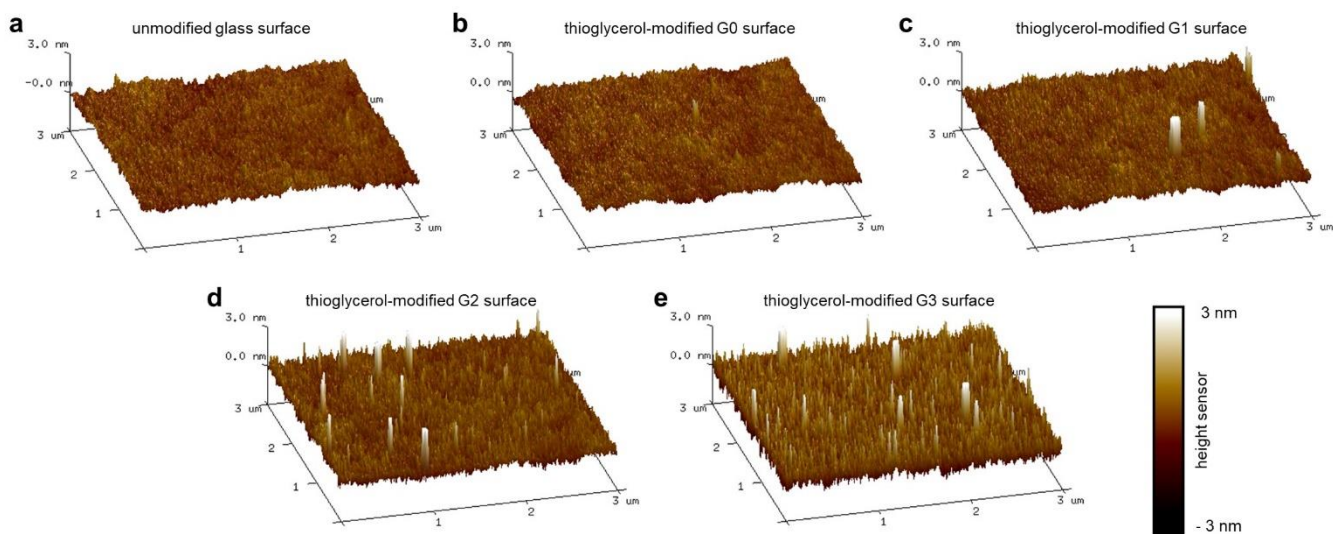 a unmodified glass surface
3.0 nm
-0.0 nm
3 um
2
1
1
2
3 um
um
b thioglycerol-modified G0 surface
3.0 nm
0.0 nm
3 um
2
1
1
2
3 um
um
c thioglycerol-modified G1 surface
3.0 nm
0.0 nm
3 um
2
1
1
2
3 um
d thioglycerol-modified G2 surface
3.0 nm
0.0 nm
3 um
2
1
1
2
3 um
um
e thioglycerol-modified G3 surface
3.0 nm
0.0 nm
3 um
2
1
1
2
3 um
um
3 nm
height sensor
- 3 nm